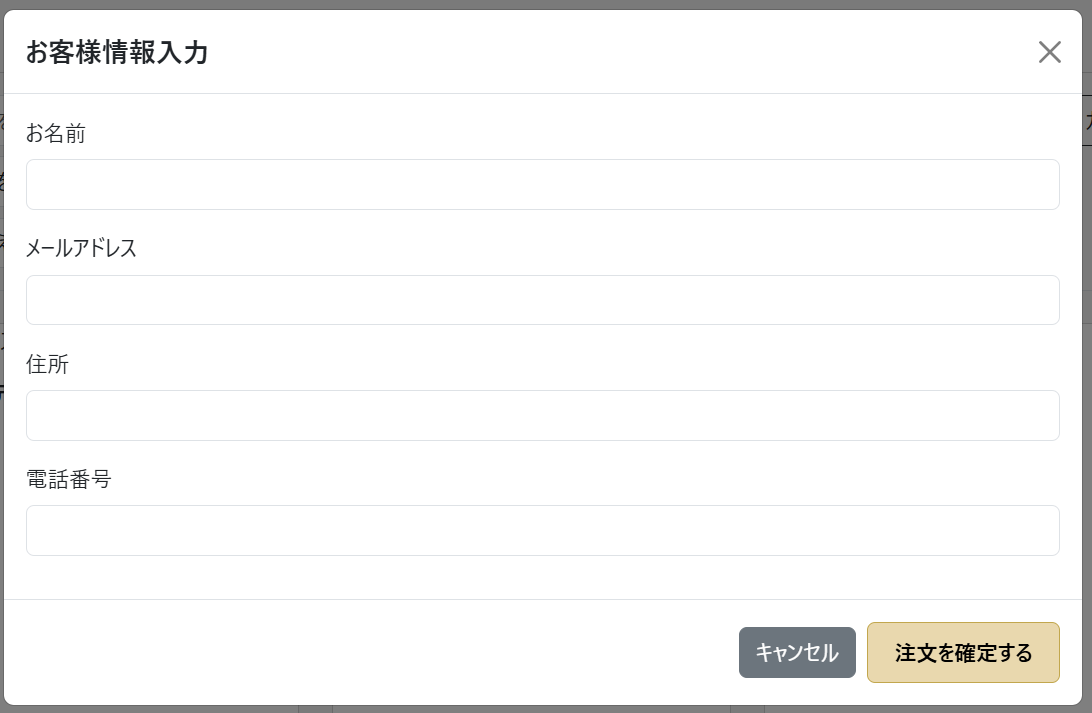 お客様情報入力
お名前
メールアドレス
住所
電話番号
キャンセル
注文を確定する